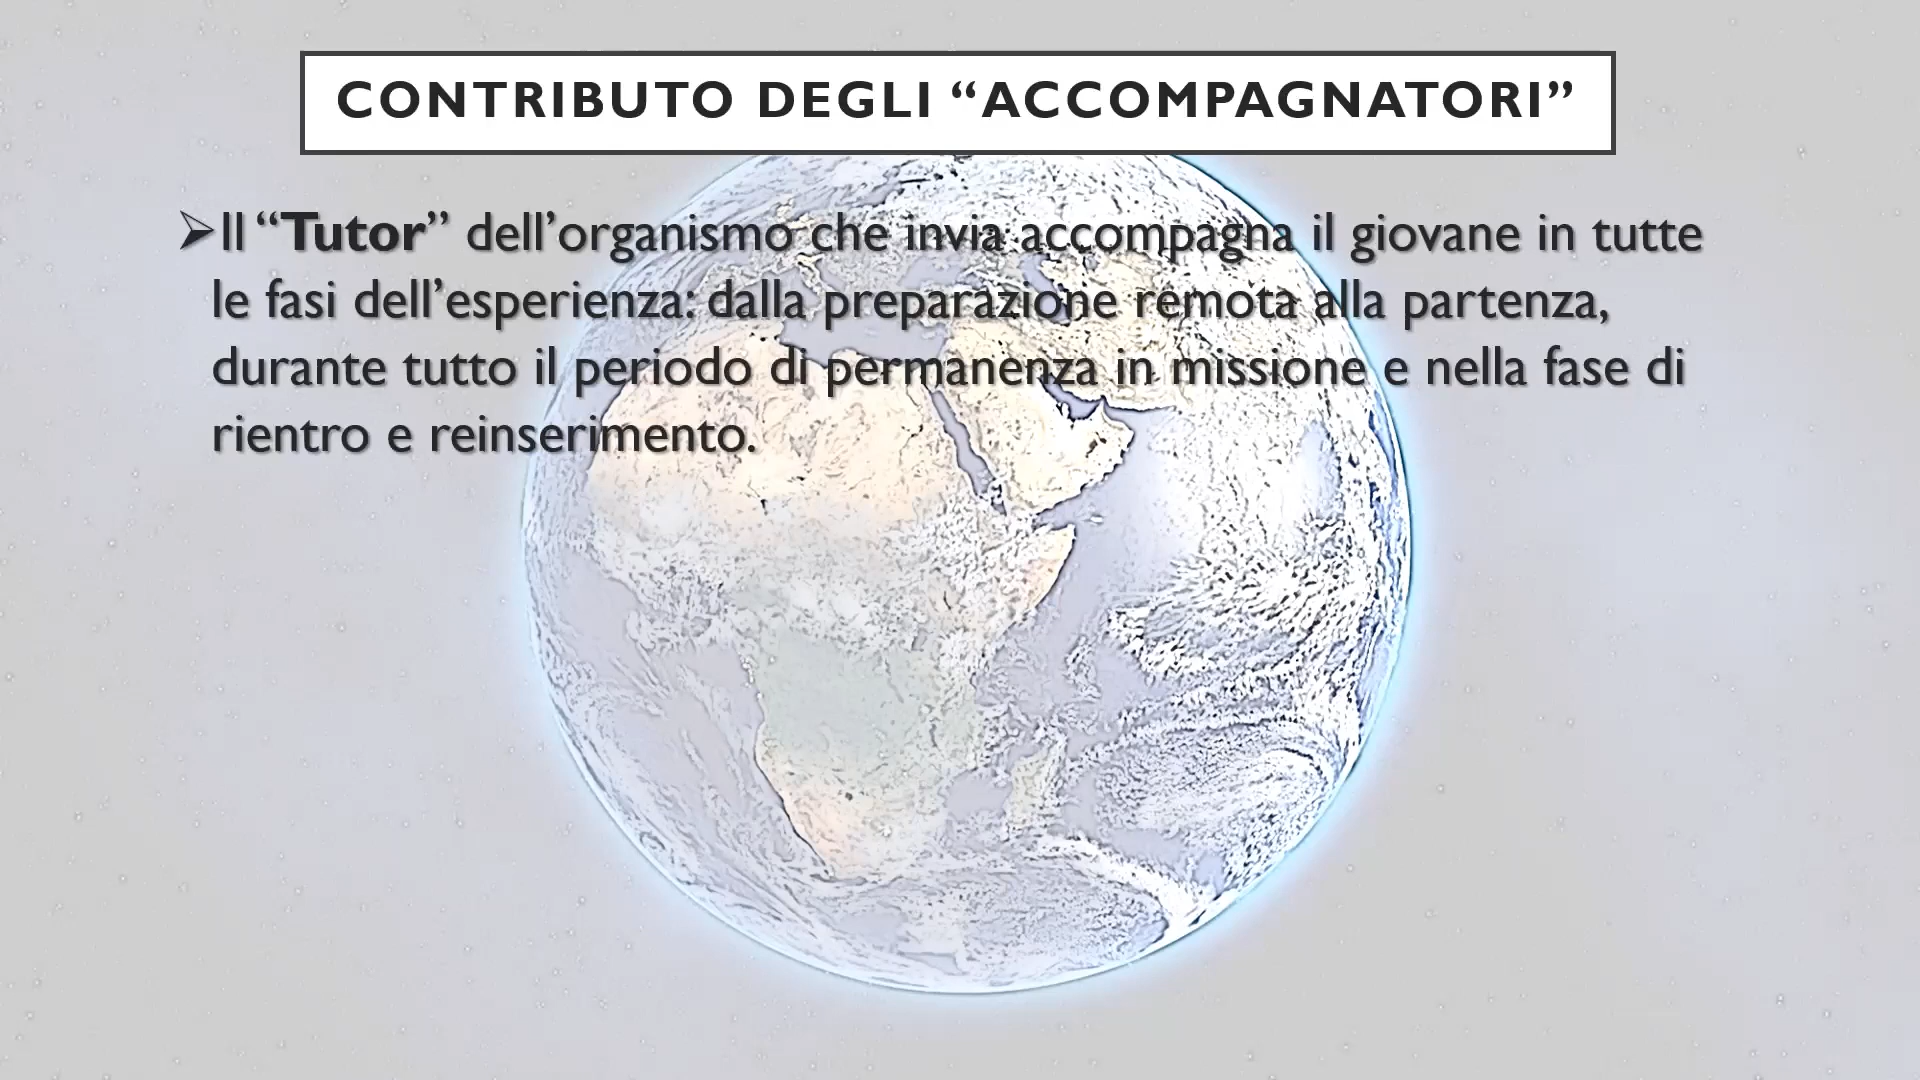 CONTRIBUTO DEGLI “ACCOMPAGNATORI”
➢Il “Tutor” dell’organismo che invia accompagna il giovane in tutte
le fasi dell’esperienza: dalla preparazione remota alla partenza,
durante tutto il periodo di permanenza in missione e nella fase di
rientro e reinserimento.